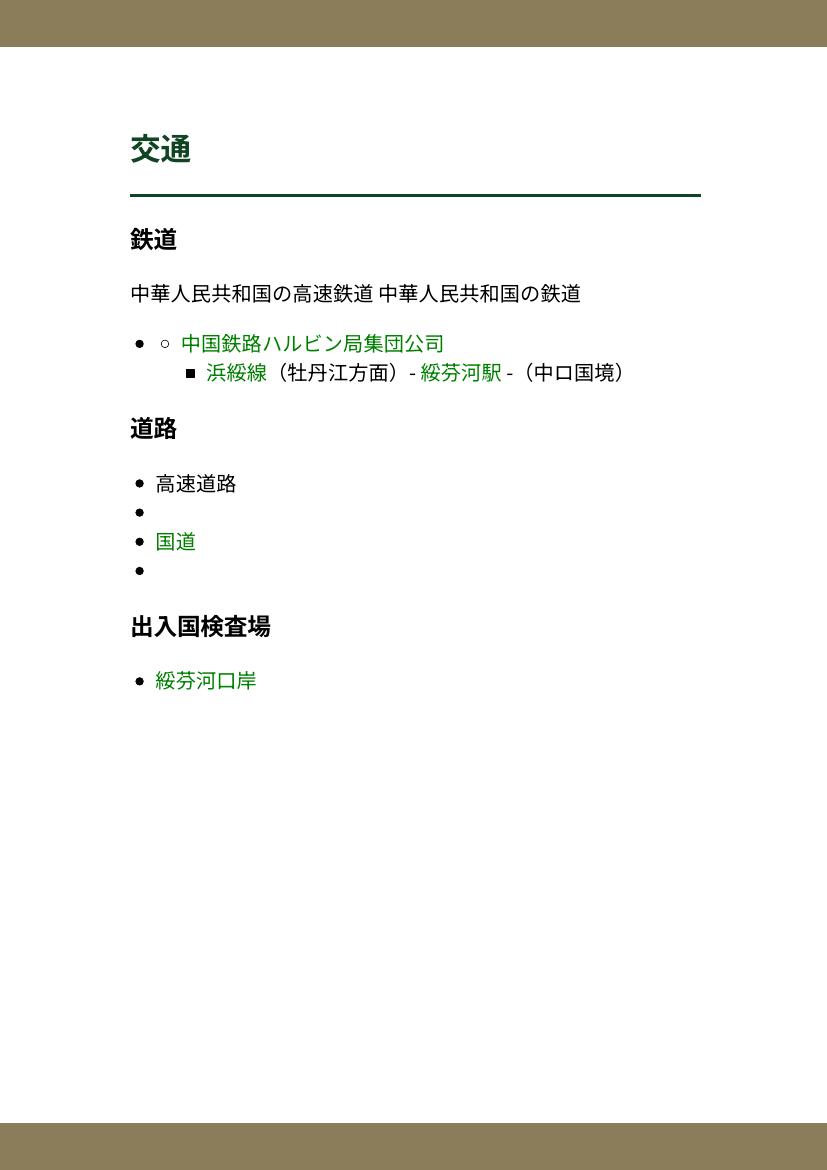 交通
鉄道
中華人民共和国の高速鉄道 中華人民共和国の鉄道
中国鉄路ハルビン局集団公司
浜綏線（牡丹江方面）- 綏芬河駅 -（中ロ国境）
道路
高速道路
国道
出入国検査場
綏芬河口岸